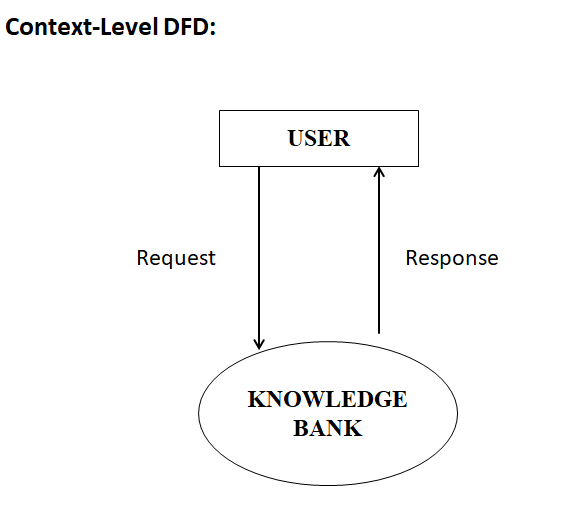 Context-Level DFD:
USER
Request
Response
KNOWLEDGE
BANK